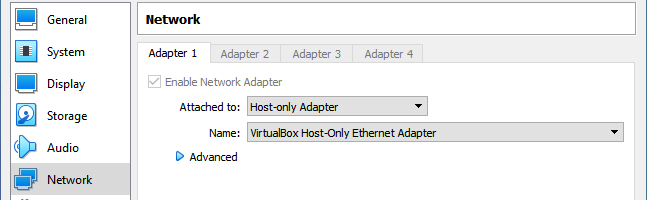 General
System
Display
Storage
Audio
Network
Network
Adapter 1 Adapter 2 Adapter 3 Adapter 4
Enable Network Adapter
Attached to: Host-only Adapter
Name: VirtualBox Host-Only Ethernet Adapter
Advanced